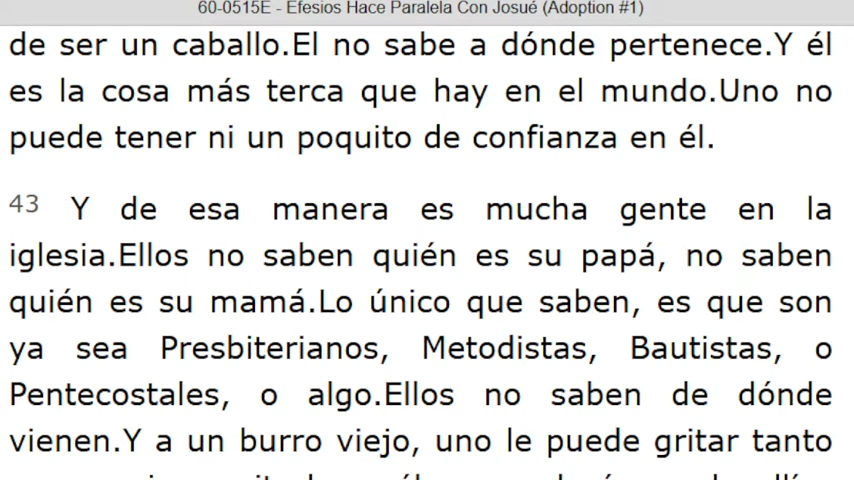 60-0515E - Efesios Hace Paralela Con Josué (Adoption #1)
de ser un caballo.El no sabe a dónde pertenece.Y él
es la cosa más terca que hay en el mundo.Uno no
puede tener ni un poquito de confianza en él.
43 Y de esa manera es mucha gente en la
iglesia.Ellos no saben quién es su papá, no saben
quién es su mamá.Lo único que saben, es que son
ya sea Presbiterianos, Metodistas, Bautistas, o
Pentecostales, o algo.Ellos no saben de dónde
vienen.Y a un burro viejo, uno le puede gritar tanto